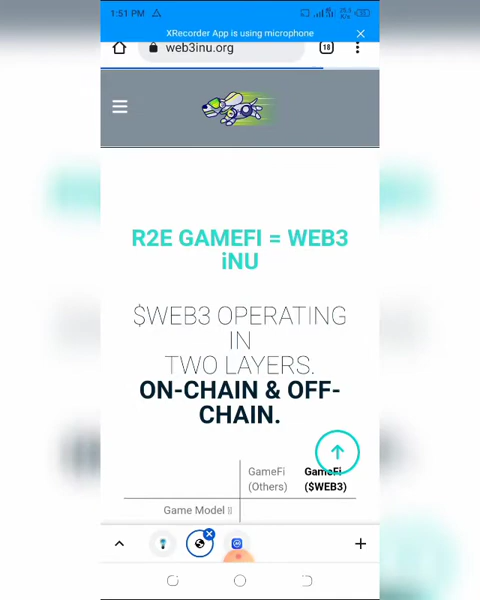 1:51 PM
XRecorder App is using microphone
web3inu.org
18
R2E GAMEFI = WEB3
iNU
$WEB3 OPERATING
IN
TWO LAYERS.
ON-CHAIN & OFF-
CHAIN.
GameFi GameFi
(Others) ($WEB3)
Game Model